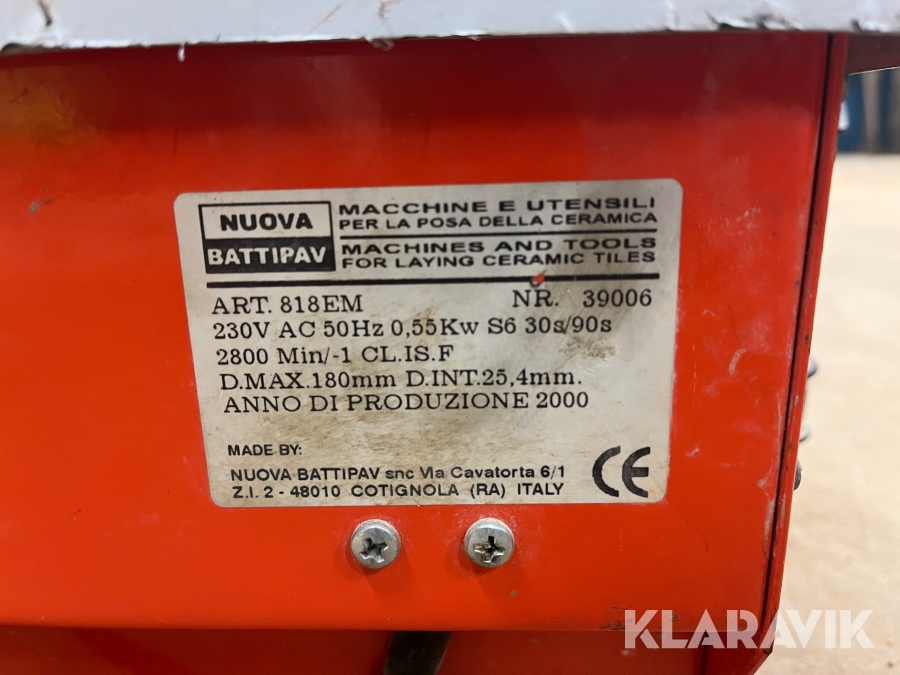 NUOVA
BATTIPAV
MACCHINE E UTENSILI
PER LA POSA DELLA CERAMICA
MACHINES AND TOOLS
FOR LAYING CERAMIC TILES
ART. 818EM NR. 39006
230V AC 50Hz 0,55Kw S6 30s/90s
2800 Min/-1 CL.IS.F
D.MAX.180mm D.INT.25,4mm.
ANNO DI PRODUZIONE 2000
MADE BY:
NUOVA BATTIPAV snc Via Cavatorta 6/1
Z.I. 2 - 48010 COTIGNOLA (RA) ITALY
CE
KLARAVIK